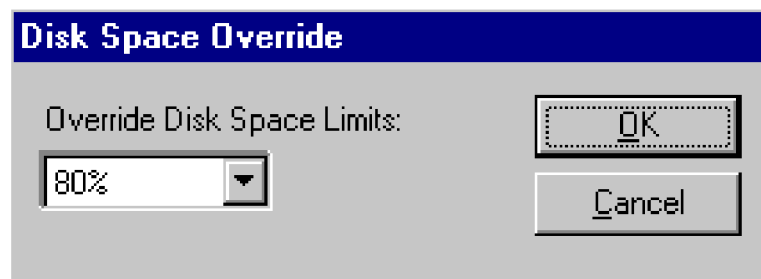 Disk Space Override
Override Disk Space Limits:
OK
80%
Cancel